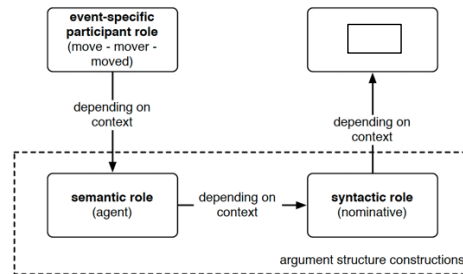 event-specific
participant role
(move - mover -
moved)
depending on
context
depending on
context
semantic role
(agent)
depending on
context
syntactic role
(nominative)
argument structure constructions